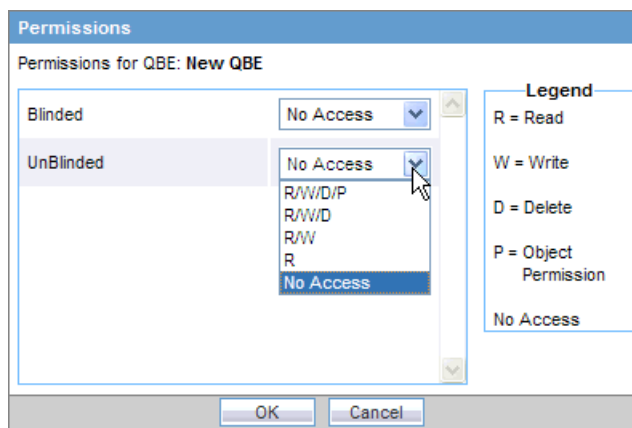 Permissions
Permissions for QBE: New QBE
Blinded
No Access
UnBlinded
No Access
R/W/D/P
R/W/D
R/W
R
No Access
Legend
R = Read
W = Write
D = Delete
P = Object
Permission
No Access
OK
Cancel